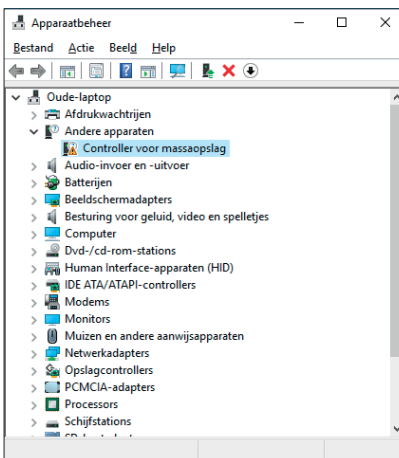 Apparaatbeheer
Bestand Actie Beeld Help
Oude-laptop
Afdrukwachtrijen
Andere apparaten
Controller voor massaopslag
Audio-invoer en -uitvoer
Batterijen
Beeldschermadapters
Besturing voor geluid, video en spelletjes
Computer
Dvd-/cd-rom-stations
Human Interface-apparaten (HID)
IDE ATA/ATAPI-controllers
Modems
Monitors
Muizen en andere aanwijsapparaten
Netwerkadapters
Opslagcontrollers
PCMCIA-adapters
Processors
Schijfstations